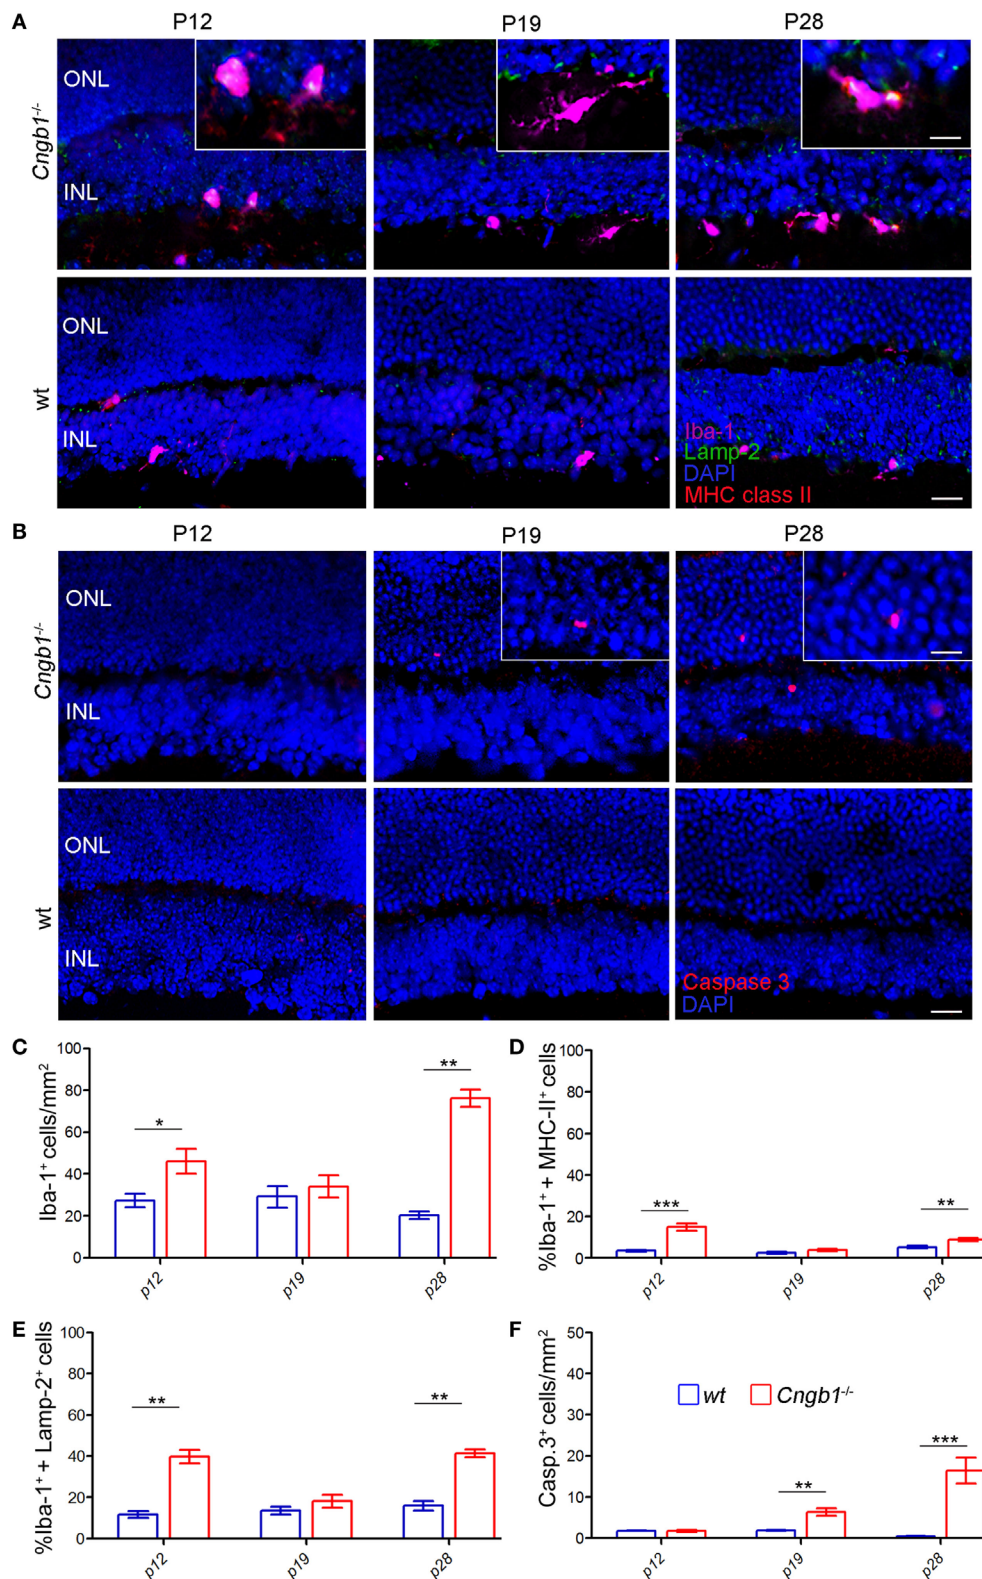 A
P12 P19 P28
Cngb1-/-
ONL
INL
wt
ONL
INL
Iba-1
Lamp-2
DAPI
MHC class II
B
P12 P19 P28
Cngb1-/-
ONL
INL
wt
ONL
INL
Caspase 3
DAPI
C
Iba-1+ cells/mm2
100
80
60
40
20
0
* **
p12 p19 p28
D
%Iba-1+ + MHC-II+ cells
100
80
60
40
20
0
*** **
p12 p19 p28
E
%Iba-1+ + Lamp-2+ cells
100
80
60
40
20
0
** **
p12 p19 p28
F
Casp.3+ cells/mm2
50
40
30
20
10
0
wt Cngb1-/-
** ***
p12 p19 p28